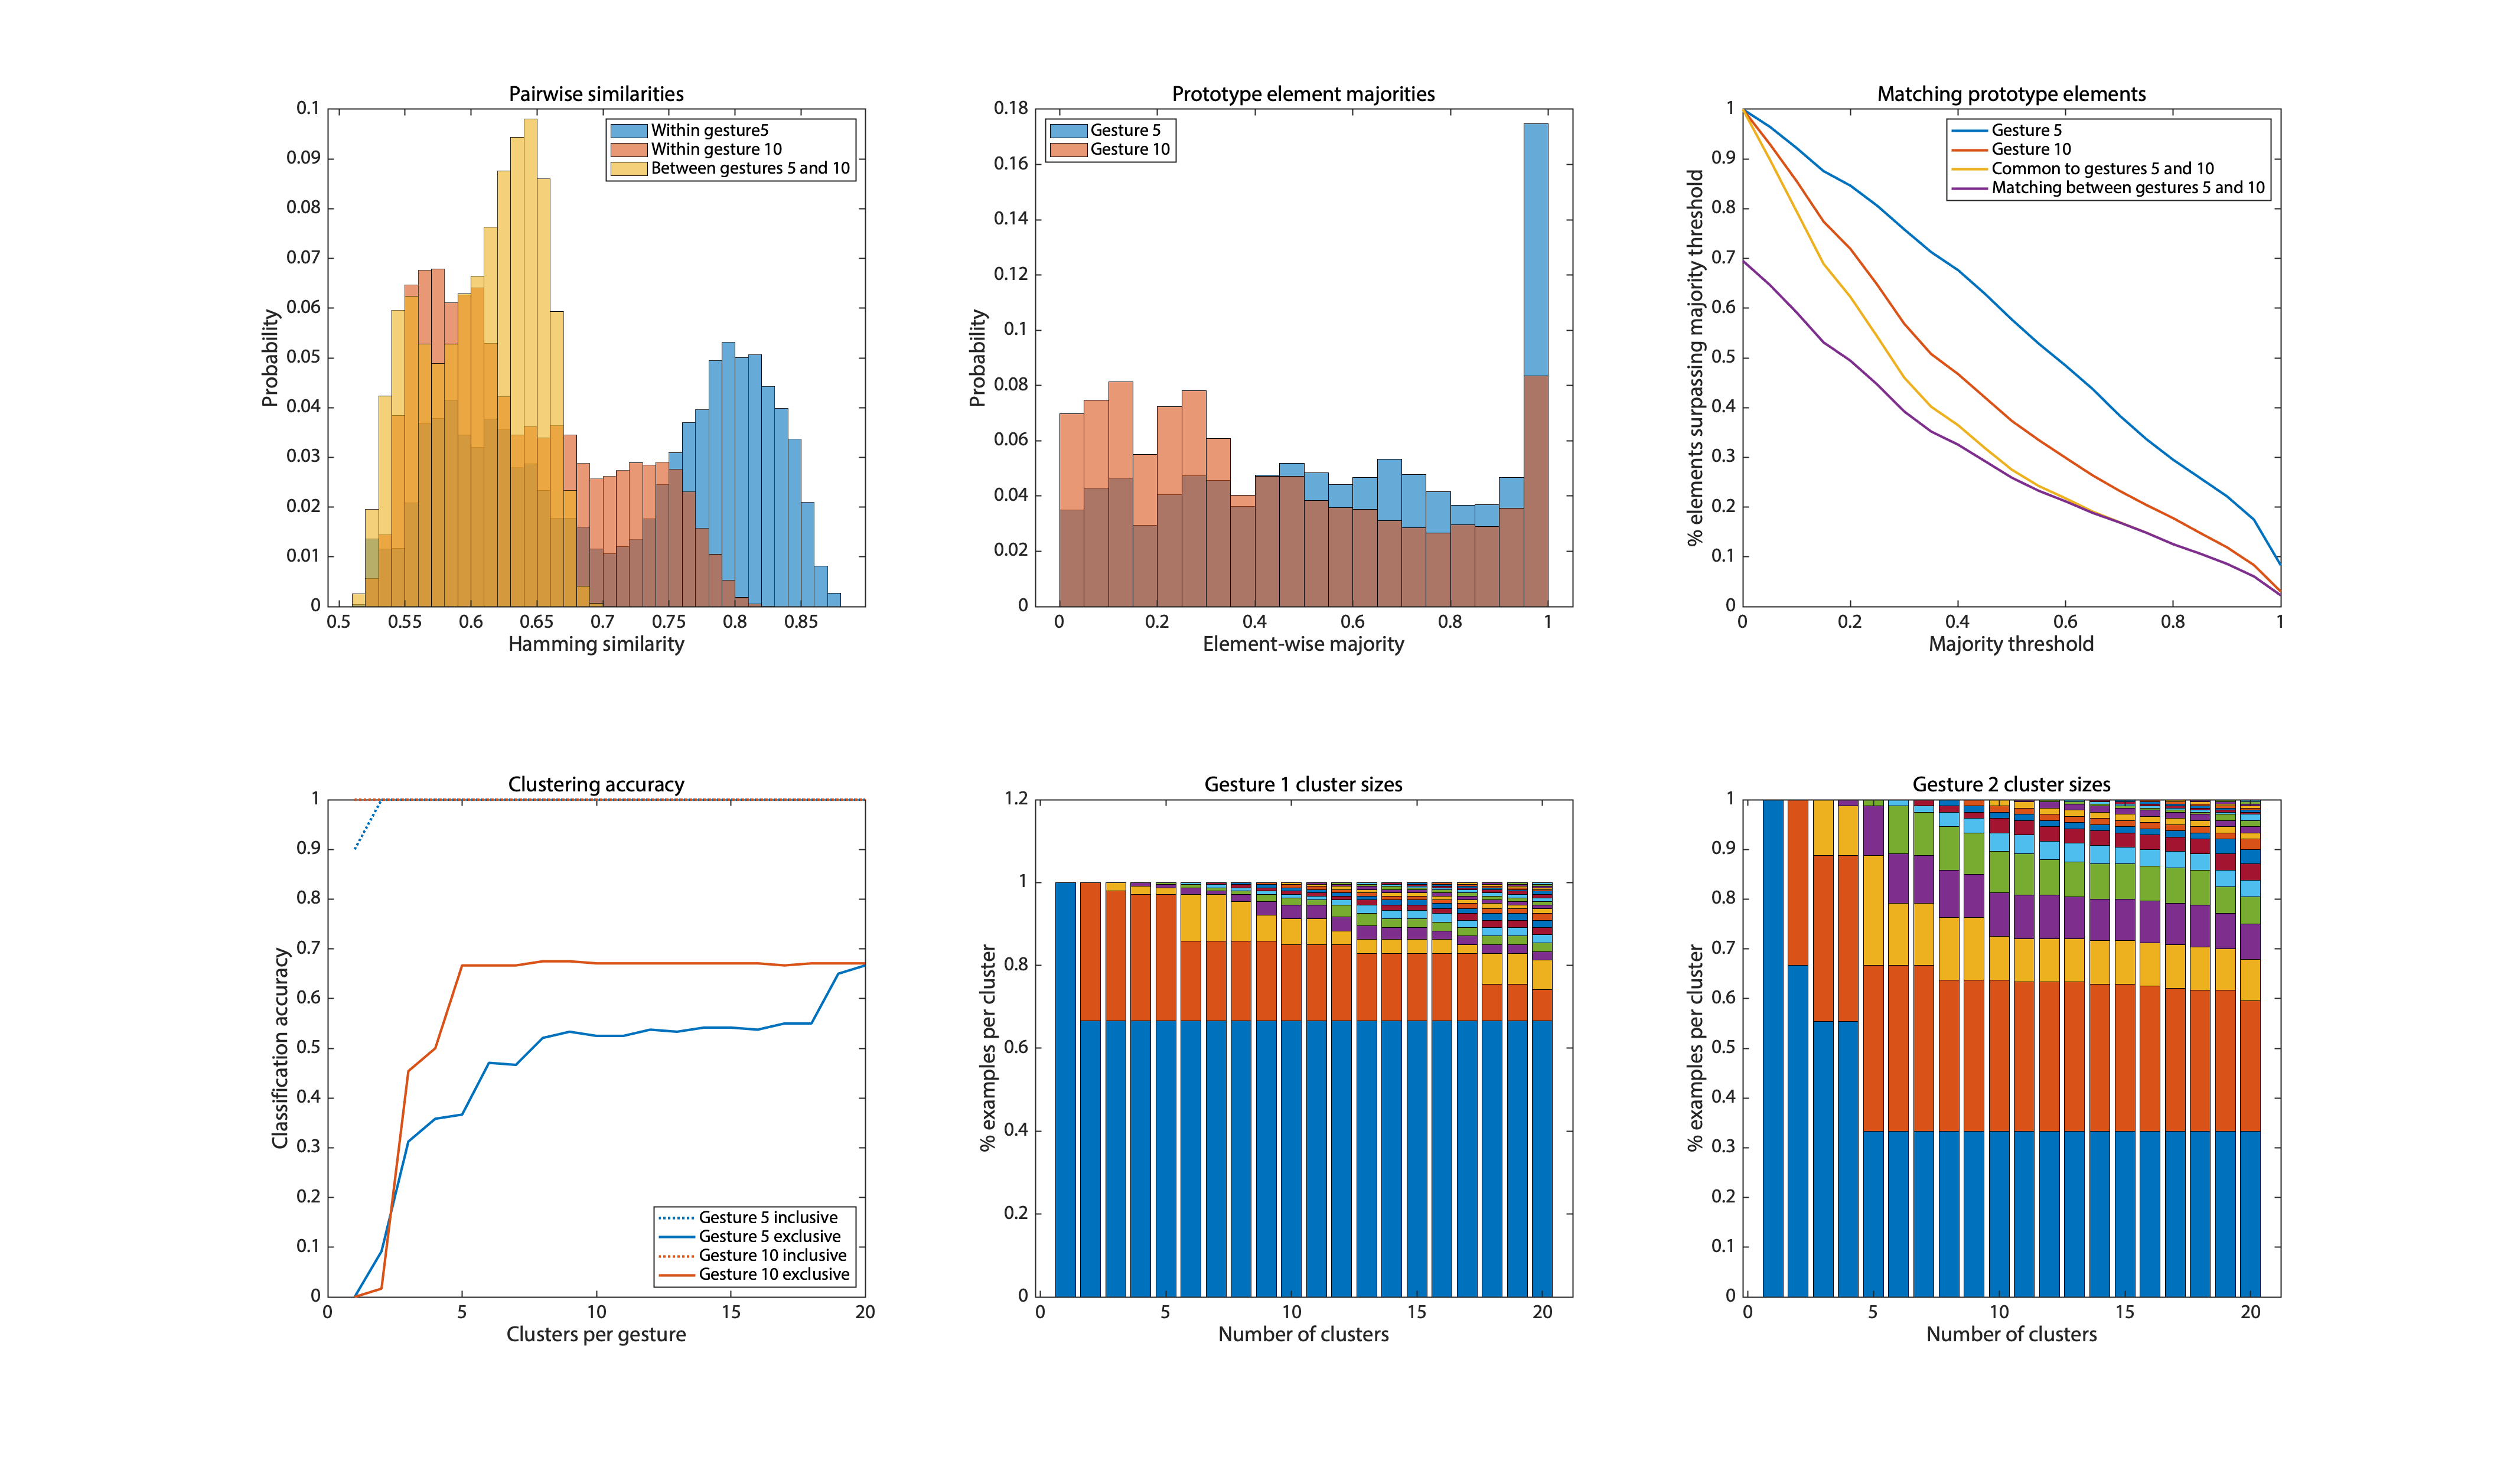 Pairwise similarities
0.1
0.09
0.08
0.07
0.06
0.05
0.04
0.03
0.02
0.01
0
Probability
Within gesture5
Within gesture 10
Between gestures 5 and 10
0.5 0.55 0.6 0.65 0.7 0.75 0.8 0.85
Hamming similarity
Prototype element majorities
0.18
0.16
0.14
0.12
0.1
0.08
0.06
0.04
0.02
0
Probability
Gesture 5
Gesture 10
0 0.2 0.4 0.6 0.8 1
Element-wise majority
Matching prototype elements
1
0.9
0.8
0.7
0.6
0.5
0.4
0.3
0.2
0.1
0
% elements surpassing majority threshold
Gesture 5
Gesture 10
Common to gestures 5 and 10
Matching between gestures 5 and 10
0 0.2 0.4 0.6 0.8 1
Majority threshold
Clustering accuracy
1
0.9
0.8
0.7
0.6
0.5
0.4
0.3
0.2
0.1
0
Classification accuracy
Gesture 5 inclusive
Gesture 5 exclusive
Gesture 10 inclusive
Gesture 10 exclusive
0 5 10 15 20
Clusters per gesture
Gesture 1 cluster sizes
1.2
1
0.8
0.6
0.4
0.2
0
% examples per cluster
0 5 10 15 20
Number of clusters
Gesture 2 cluster sizes
1
0.9
0.8
0.7
0.6
0.5
0.4
0.3
0.2
0.1
0
% examples per cluster
0 5 10 15 20
Number of clusters